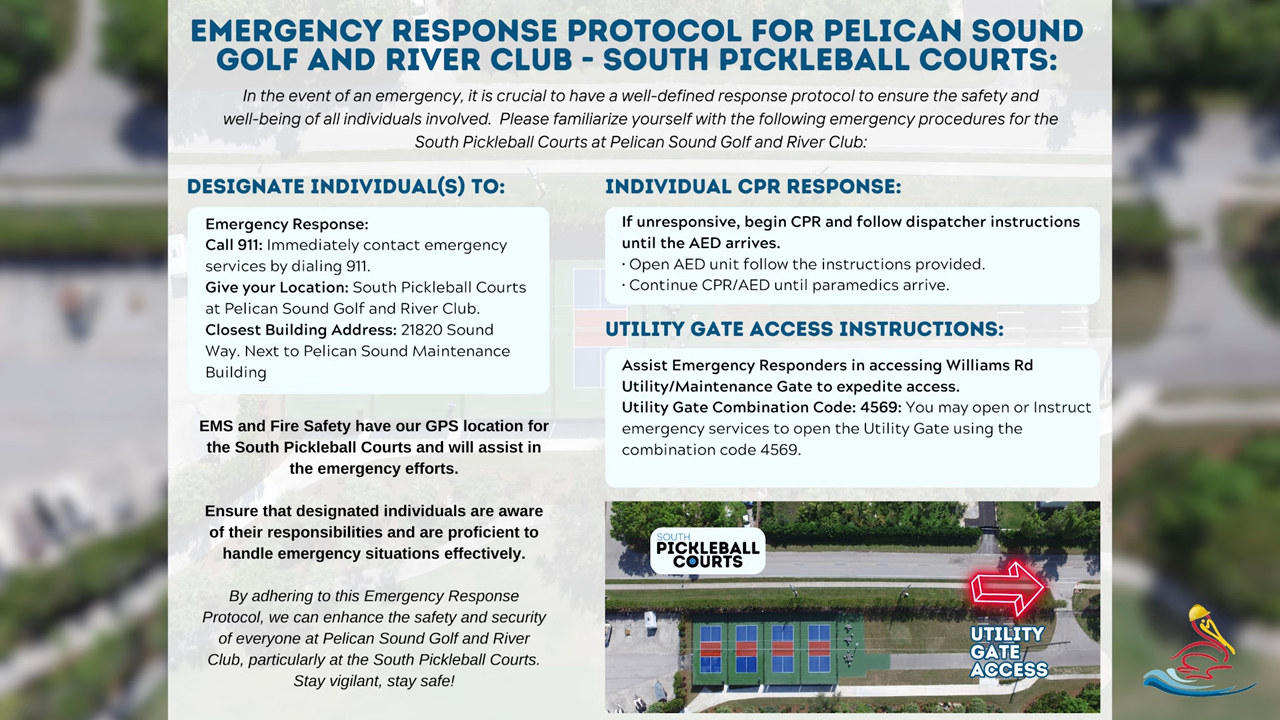 EMERGENCY RESPONSE PROTOCOL FOR PELICAN SOUND
GOLF AND RIVER CLUB - SOUTH PICKLEBALL COURTS:
In the event of an emergency, it is crucial to have a well-defined response protocol to ensure the safety and
well-being of all individuals involved. Please familiarize yourself with the following emergency procedures for the
South Pickleball Courts at Pelican Sound Golf and River Club:
DESIGNATE INDIVIDUAL(S) TO:
Emergency Response:
Call 911: Immediately contact emergency
services by dialing 911.
Give your Location: South Pickleball Courts
at Pelican Sound Golf and River Club.
Closest Building Address: 21820 Sound
Way. Next to Pelican Sound Maintenance
Building
EMS and Fire Safety have our GPS location for
the South Pickleball Courts and will assist in
the emergency efforts.
Ensure that designated individuals are aware
of their responsibilities and are proficient to
handle emergency situations effectively.
By adhering to this Emergency Response
Protocol, we can enhance the safety and security
of everyone at Pelican Sound Golf and River
Club, particularly at the South Pickleball Courts.
Stay vigilant, stay safe!
INDIVIDUAL CPR RESPONSE:
If unresponsive, begin CPR and follow dispatcher instructions
until the AED arrives.
· Open AED unit follow the instructions provided.
· Continue CPR/AED until paramedics arrive.
UTILITY GATE ACCESS INSTRUCTIONS:
Assist Emergency Responders in accessing Williams Rd
Utility/Maintenance Gate to expedite access.
Utility Gate Combination Code: 4569: You may open or Instruct
emergency services to open the Utility Gate using the
combination code 4569.
SOUTH
PICKLEBALL
COURTS
UTILITY
GATE
ACCESS